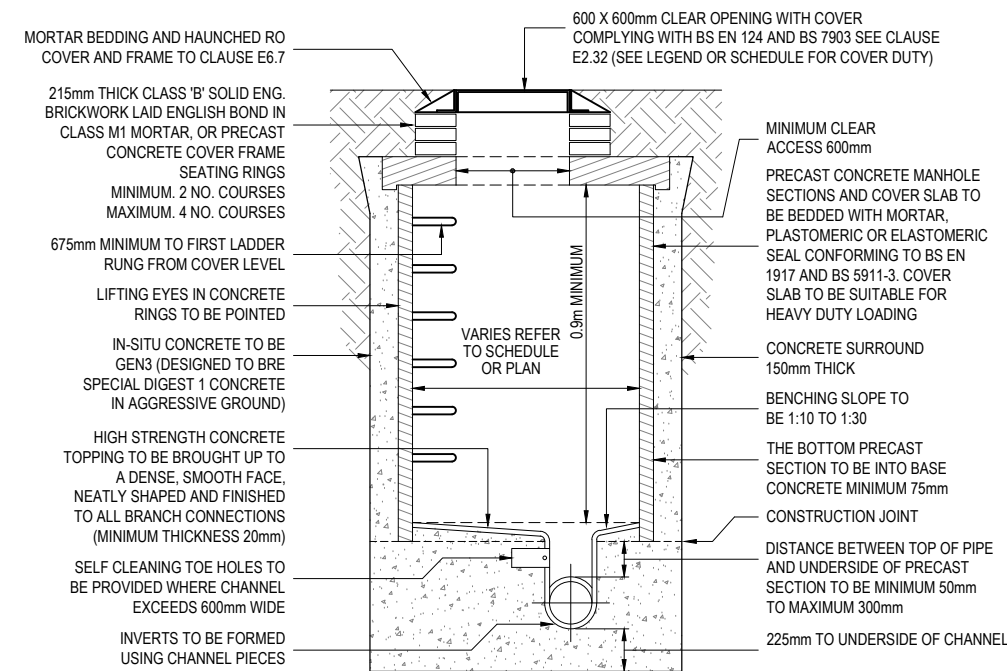 MORTAR BEDDING AND HAUNCHED RO
COVER AND FRAME TO CLAUSE E6.7
215mm THICK CLASS 'B' SOLID ENG.
BRICKWORK LAID ENGLISH BOND IN
CLASS M1 MORTAR, OR PRECAST
CONCRETE COVER FRAME
SEATING RINGS
MINIMUM. 2 NO. COURSES
MAXIMUM. 4 NO. COURSES
675mm MINIMUM TO FIRST LADDER
RUNG FROM COVER LEVEL
LIFTING EYES IN CONCRETE
RINGS TO BE POINTED
IN-SITU CONCRETE TO BE
GEN3 (DESIGNED TO BRE
SPECIAL DIGEST 1 CONCRETE
IN AGGRESSIVE GROUND)
HIGH STRENGTH CONCRETE
TOPPING TO BE BROUGHT UP TO
A DENSE, SMOOTH FACE,
NEATLY SHAPED AND FINISHED
TO ALL BRANCH CONNECTIONS
(MINIMUM THICKNESS 20mm)
SELF CLEANING TOE HOLES TO
BE PROVIDED WHERE CHANNEL
EXCEEDS 600mm WIDE
INVERTS TO BE FORMED
USING CHANNEL PIECES
VARIES REFER
TO SCHEDULE
OR PLAN
0.9m MINIMUM
600 X 600mm CLEAR OPENING WITH COVER
COMPLYING WITH BS EN 124 AND BS 7903 SEE CLAUSE
E2.32 (SEE LEGEND OR SCHEDULE FOR COVER DUTY)
MINIMUM CLEAR
ACCESS 600mm
PRECAST CONCRETE MANHOLE
SECTIONS AND COVER SLAB TO
BE BEDDED WITH MORTAR,
PLASTOMERIC OR ELASTOMERIC
SEAL CONFORMING TO BS EN
1917 AND BS 5911-3. COVER
SLAB TO BE SUITABLE FOR
HEAVY DUTY LOADING
CONCRETE SURROUND
150mm THICK
BENCHING SLOPE TO
BE 1:10 TO 1:30
THE BOTTOM PRECAST
SECTION TO BE INTO BASE
CONCRETE MINIMUM 75mm
CONSTRUCTION JOINT
DISTANCE BETWEEN TOP OF PIPE
AND UNDERSIDE OF PRECAST
SECTION TO BE MINIMUM 50mm
TO MAXIMUM 300mm
225mm TO UNDERSIDE OF CHANNEL